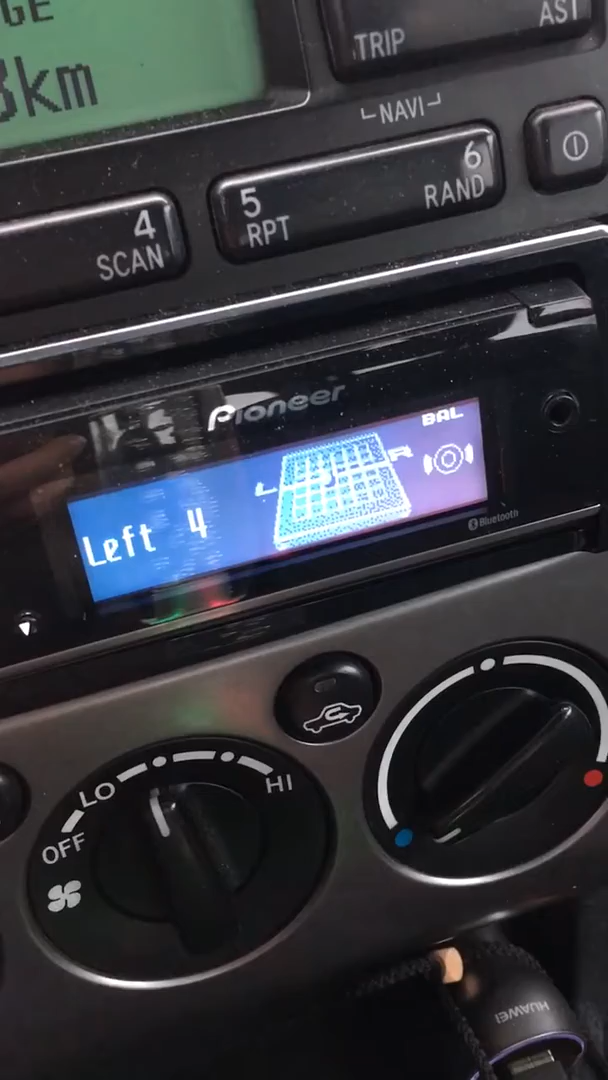 GE
3km
AST
TRIP
NAVI
4
SCAN
5
RPT
6
RAND
Pioneer
BAL
L R
Left 4
Bluetooth
LO
HI
OFF
HUAWEI